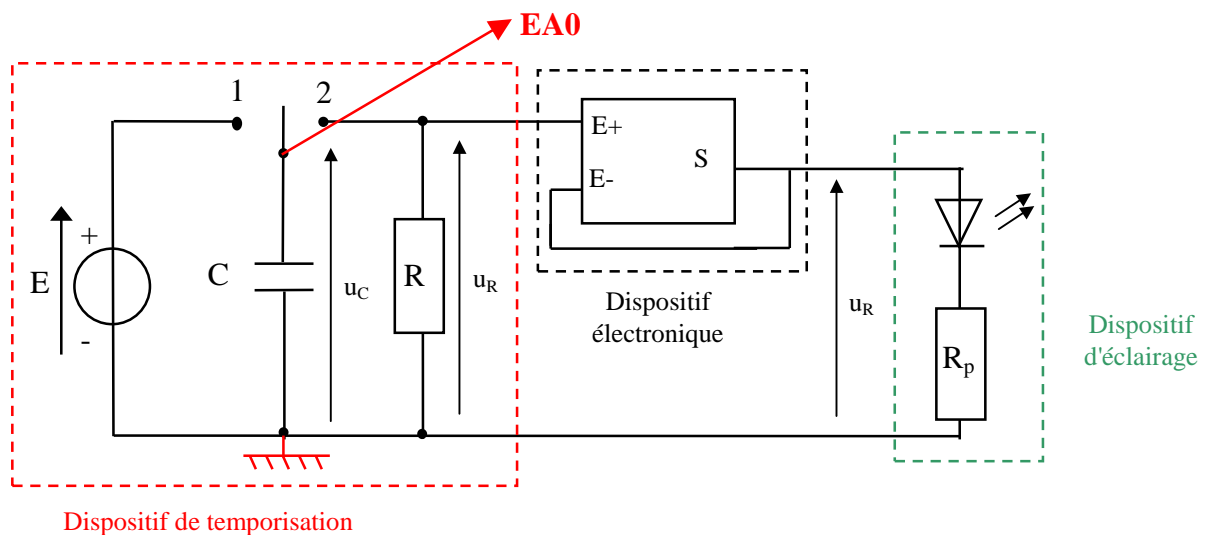 EA0
1
2
E+
E-
S
+
E
-
C
u_C
R
u_R
Dispositif
électronique
u_R
R_p
Dispositif
d'éclairage
Dispositif de temporisation